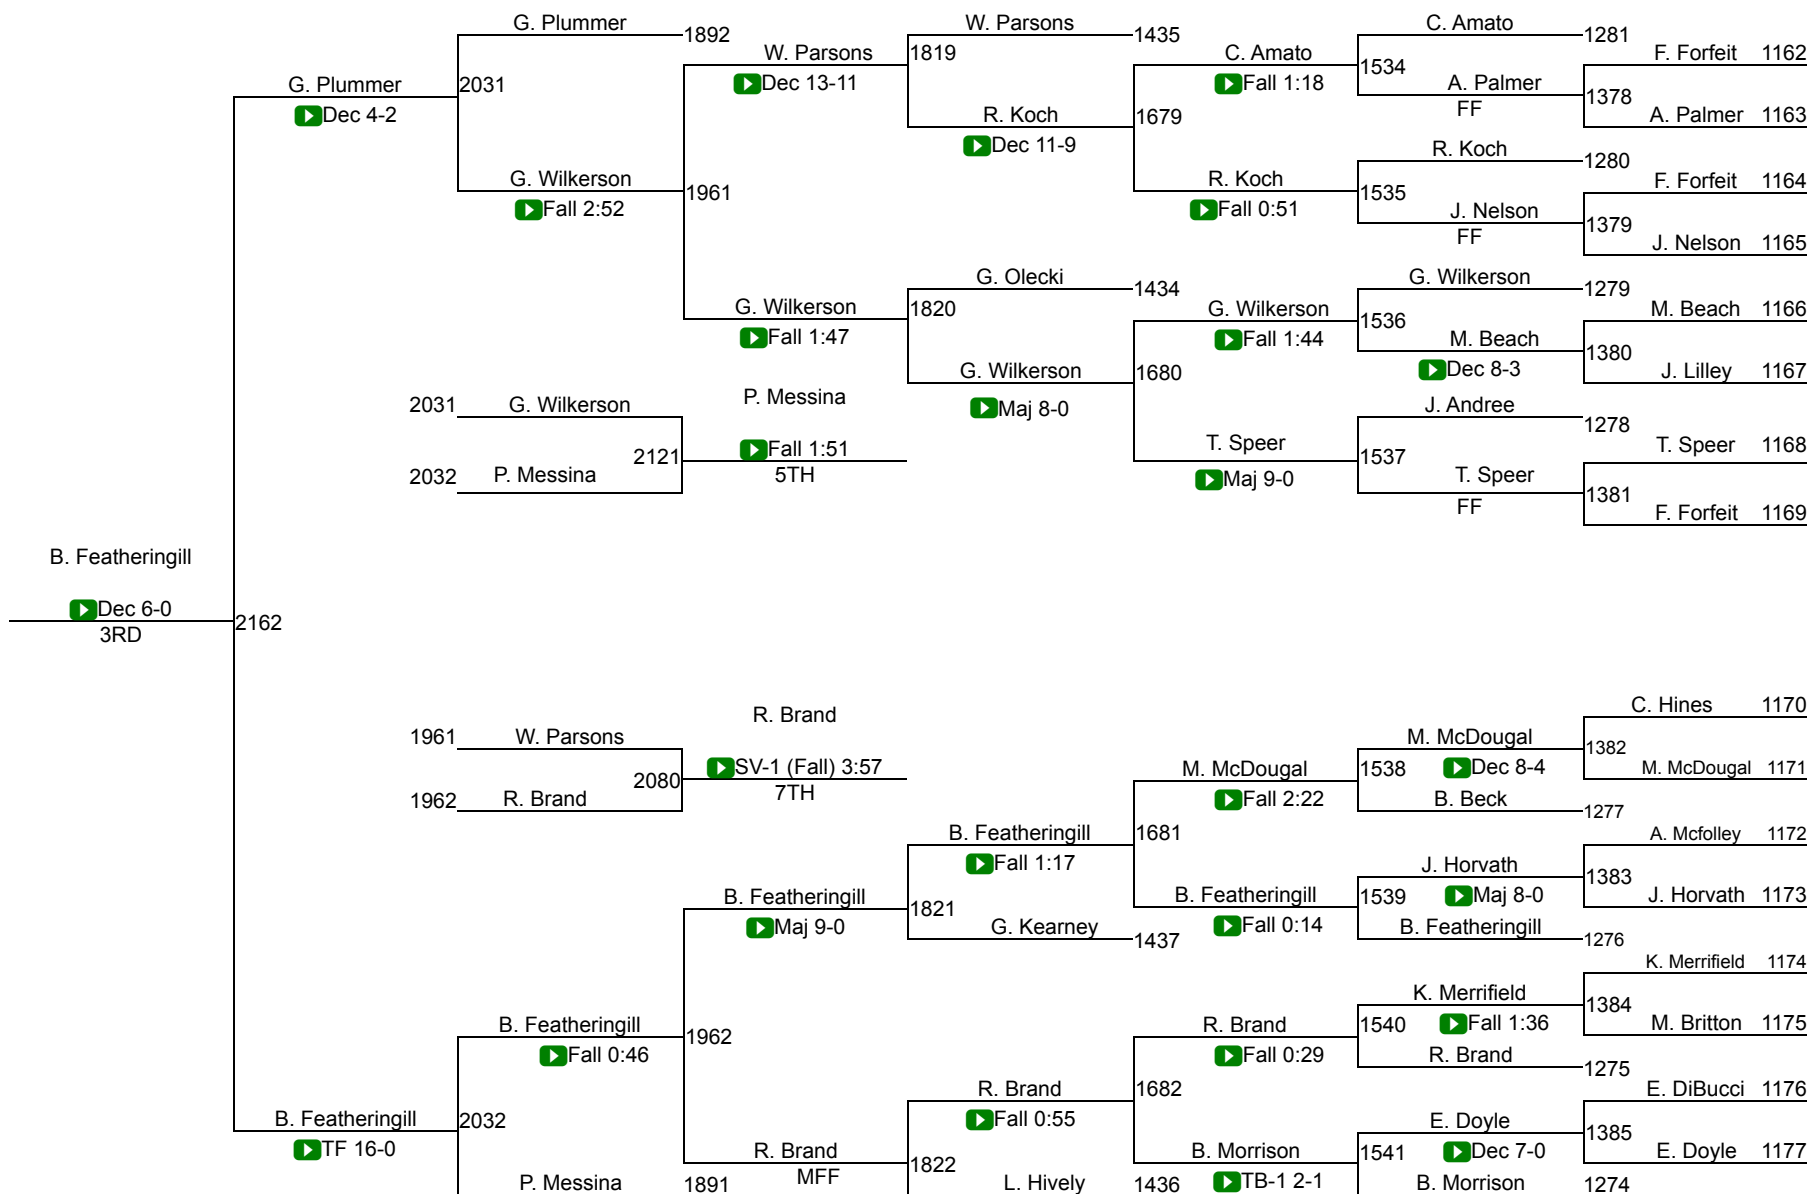 G. Plummer
1892
W. Parsons
1435
C. Amato
1281
F. Forfeit 1162
W. Parsons
1819
C. Amato
1534
Dec 13-11
Fall 1:18
G. Plummer
2031
A. Palmer
1378
FF
Dec 4-2
R. Koch
1679
A. Palmer 1163
Dec 11-9
R. Koch
1280
G. Wilkerson
1961
R. Koch
1535
F. Forfeit 1164
Fall 2:52
Fall 0:51
J. Nelson
1379
FF
J. Nelson 1165
G. Olecki
1434
G. Wilkerson
1279
G. Wilkerson
1820
G. Wilkerson
1536
M. Beach 1166
Fall 1:47
Fall 1:44
M. Beach
1380
Dec 8-3
G. Wilkerson
1680
J. Lilley 1167
Maj 8-0
2031 G. Wilkerson
P. Messina
J. Andree
1278
2121
Fall 1:51
5TH
T. Speer
1537
T. Speer 1168
Maj 9-0
2032 P. Messina
T. Speer
1381
FF
F. Forfeit 1169
B. Featheringill
Dec 6-0
3RD
2162
C. Hines 1170
R. Brand
1961 W. Parsons
M. McDougal
1382
2080
SV-1 (Fall) 3:57
7TH
M. McDougal
1538
Dec 8-4
M. McDougal 1171
Fall 2:22
1962 R. Brand
B. Beck
1277
B. Featheringill
1681
A. Mcfolley 1172
Fall 1:17
J. Horvath
1383
B. Featheringill
1821
B. Featheringill
1539
Maj 8-0
J. Horvath 1173
Maj 9-0
G. Kearney
1437
Fall 0:14
B. Featheringill
1276
K. Merrifield 1174
K. Merrifield
1384
B. Featheringill
1962
R. Brand
1540
Fall 1:36
M. Britton 1175
Fall 0:46
Fall 0:29
R. Brand
1275
R. Brand
1682
E. DiBucci 1176
Fall 0:55
B. Featheringill
2032
E. Doyle
1385
TF 16-0
R. Brand
1822
B. Morrison
1541
Dec 7-0
E. Doyle 1177
MFF
P. Messina
1891
L. Hively
1436
TB-1 2-1
B. Morrison
1274